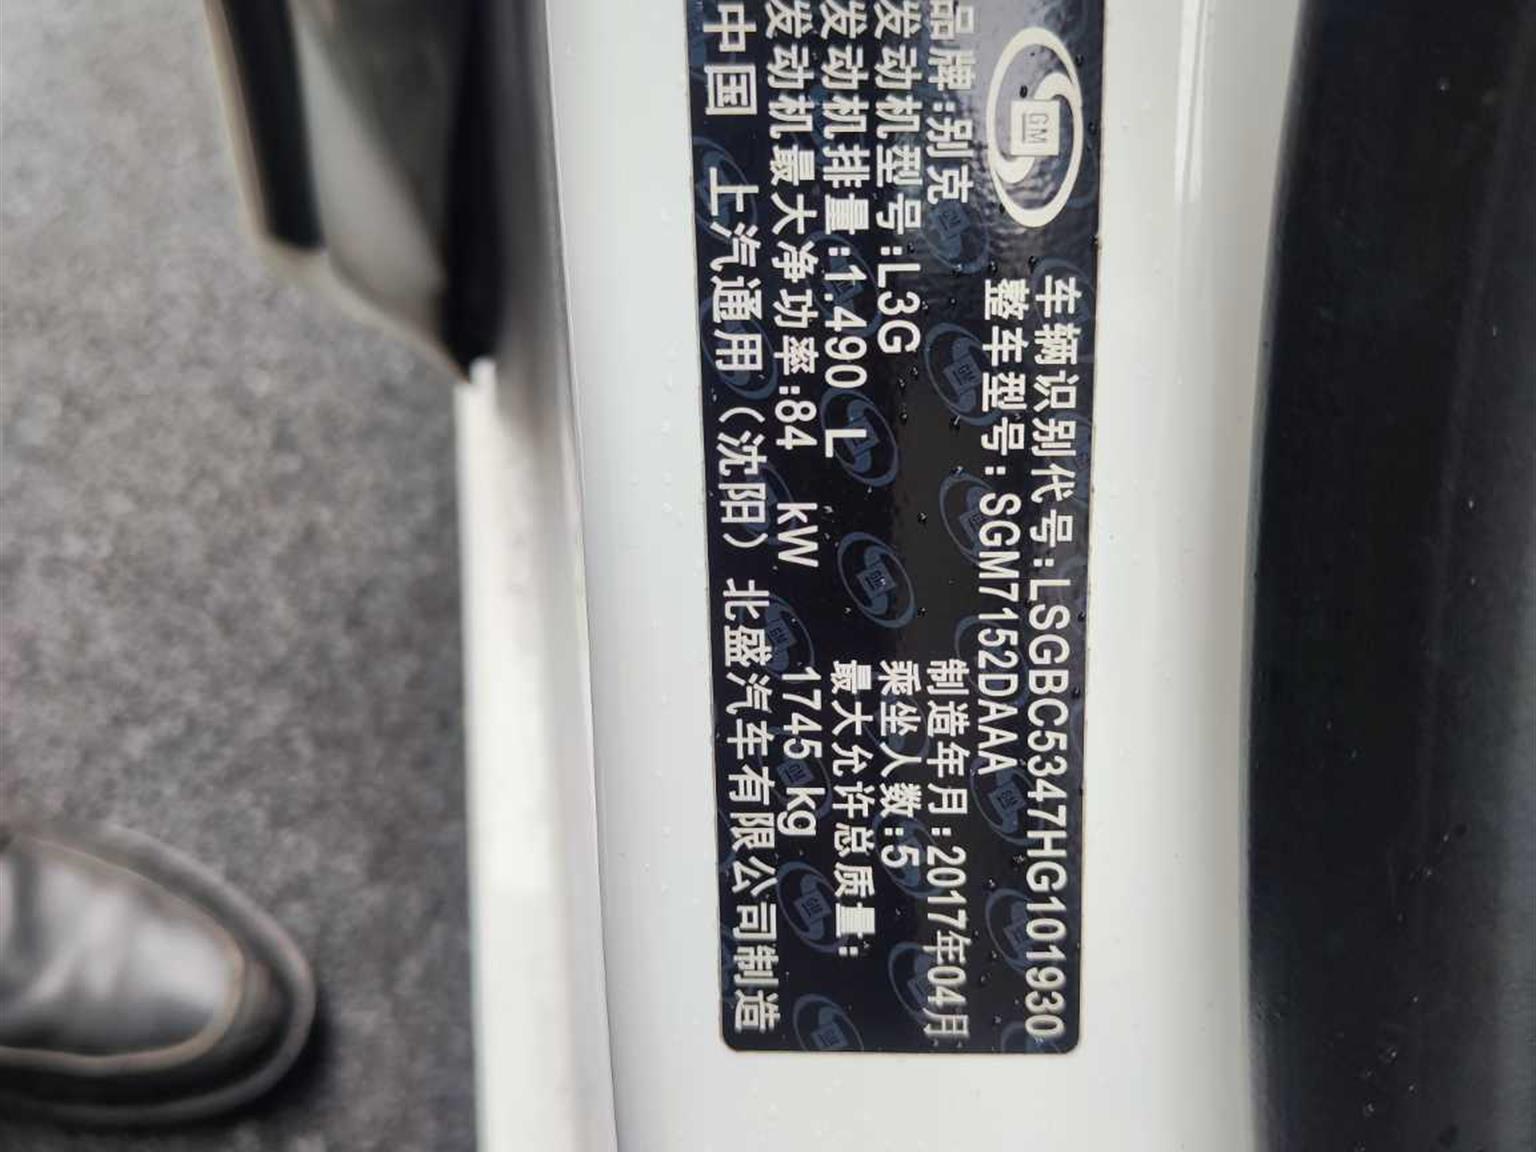 GM
车辆识别代号:LSGBC5347HG101930
整车型号:SGM7152DAAA
品牌:别克 制造年月:2017年04月
发动机型号:L3G 乘坐人数:5
发动机排量:1.490 L 最大允许总质量:
发动机最大净功率:84 kW 1745 kg
中国 上汽通用（沈阳）北盛汽车有限公司制造